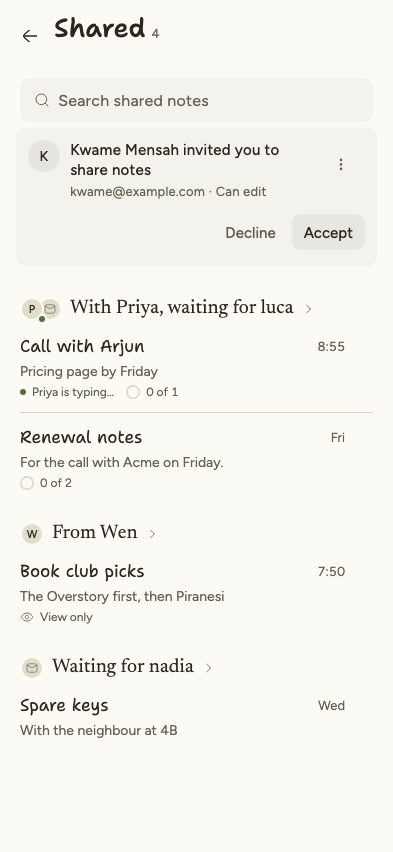 Shared 4
Search shared notes
K
Kwame Mensah invited you to
share notes
kwame@example.com · Can edit
Decline
Accept
P
With Priya, waiting for luca
Call with Arjun
8:55
Pricing page by Friday
Priya is typing...
0 of 1
Renewal notes
Fri
For the call with Acme on Friday.
0 of 2
W
From Wen
Book club picks
7:50
The Overstory first, then Piranesi
View only
Waiting for nadia
Spare keys
Wed
With the neighbour at 4B